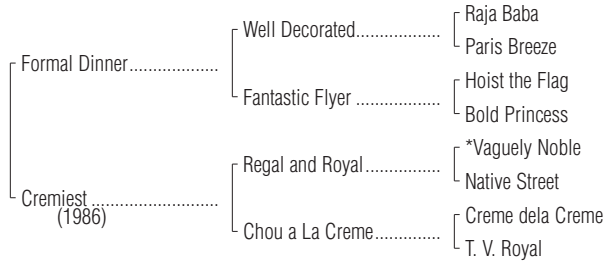 Raja Baba
Well Decorated..................
Paris Breeze
Formal Dinner...................
Hoist the Flag
Fantastic Flyer ..................
Bold Princess
*Vaguely Noble
Regal and Royal................
Native Street
Cremiest ...........................
(1986)
Creme dela Creme
Chou a La Creme..............
T. V. Royal